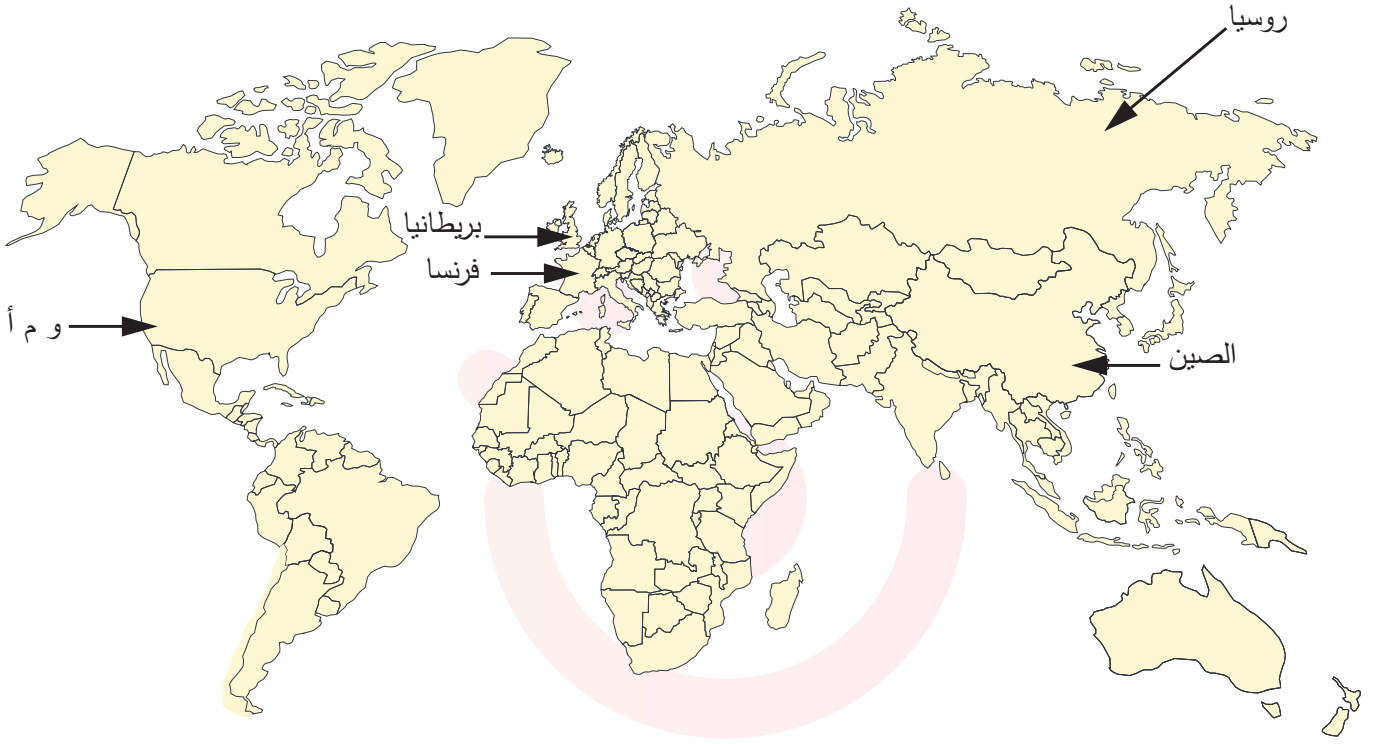 روسيا
بريطانيا
فرنسا
و م أ
الصين